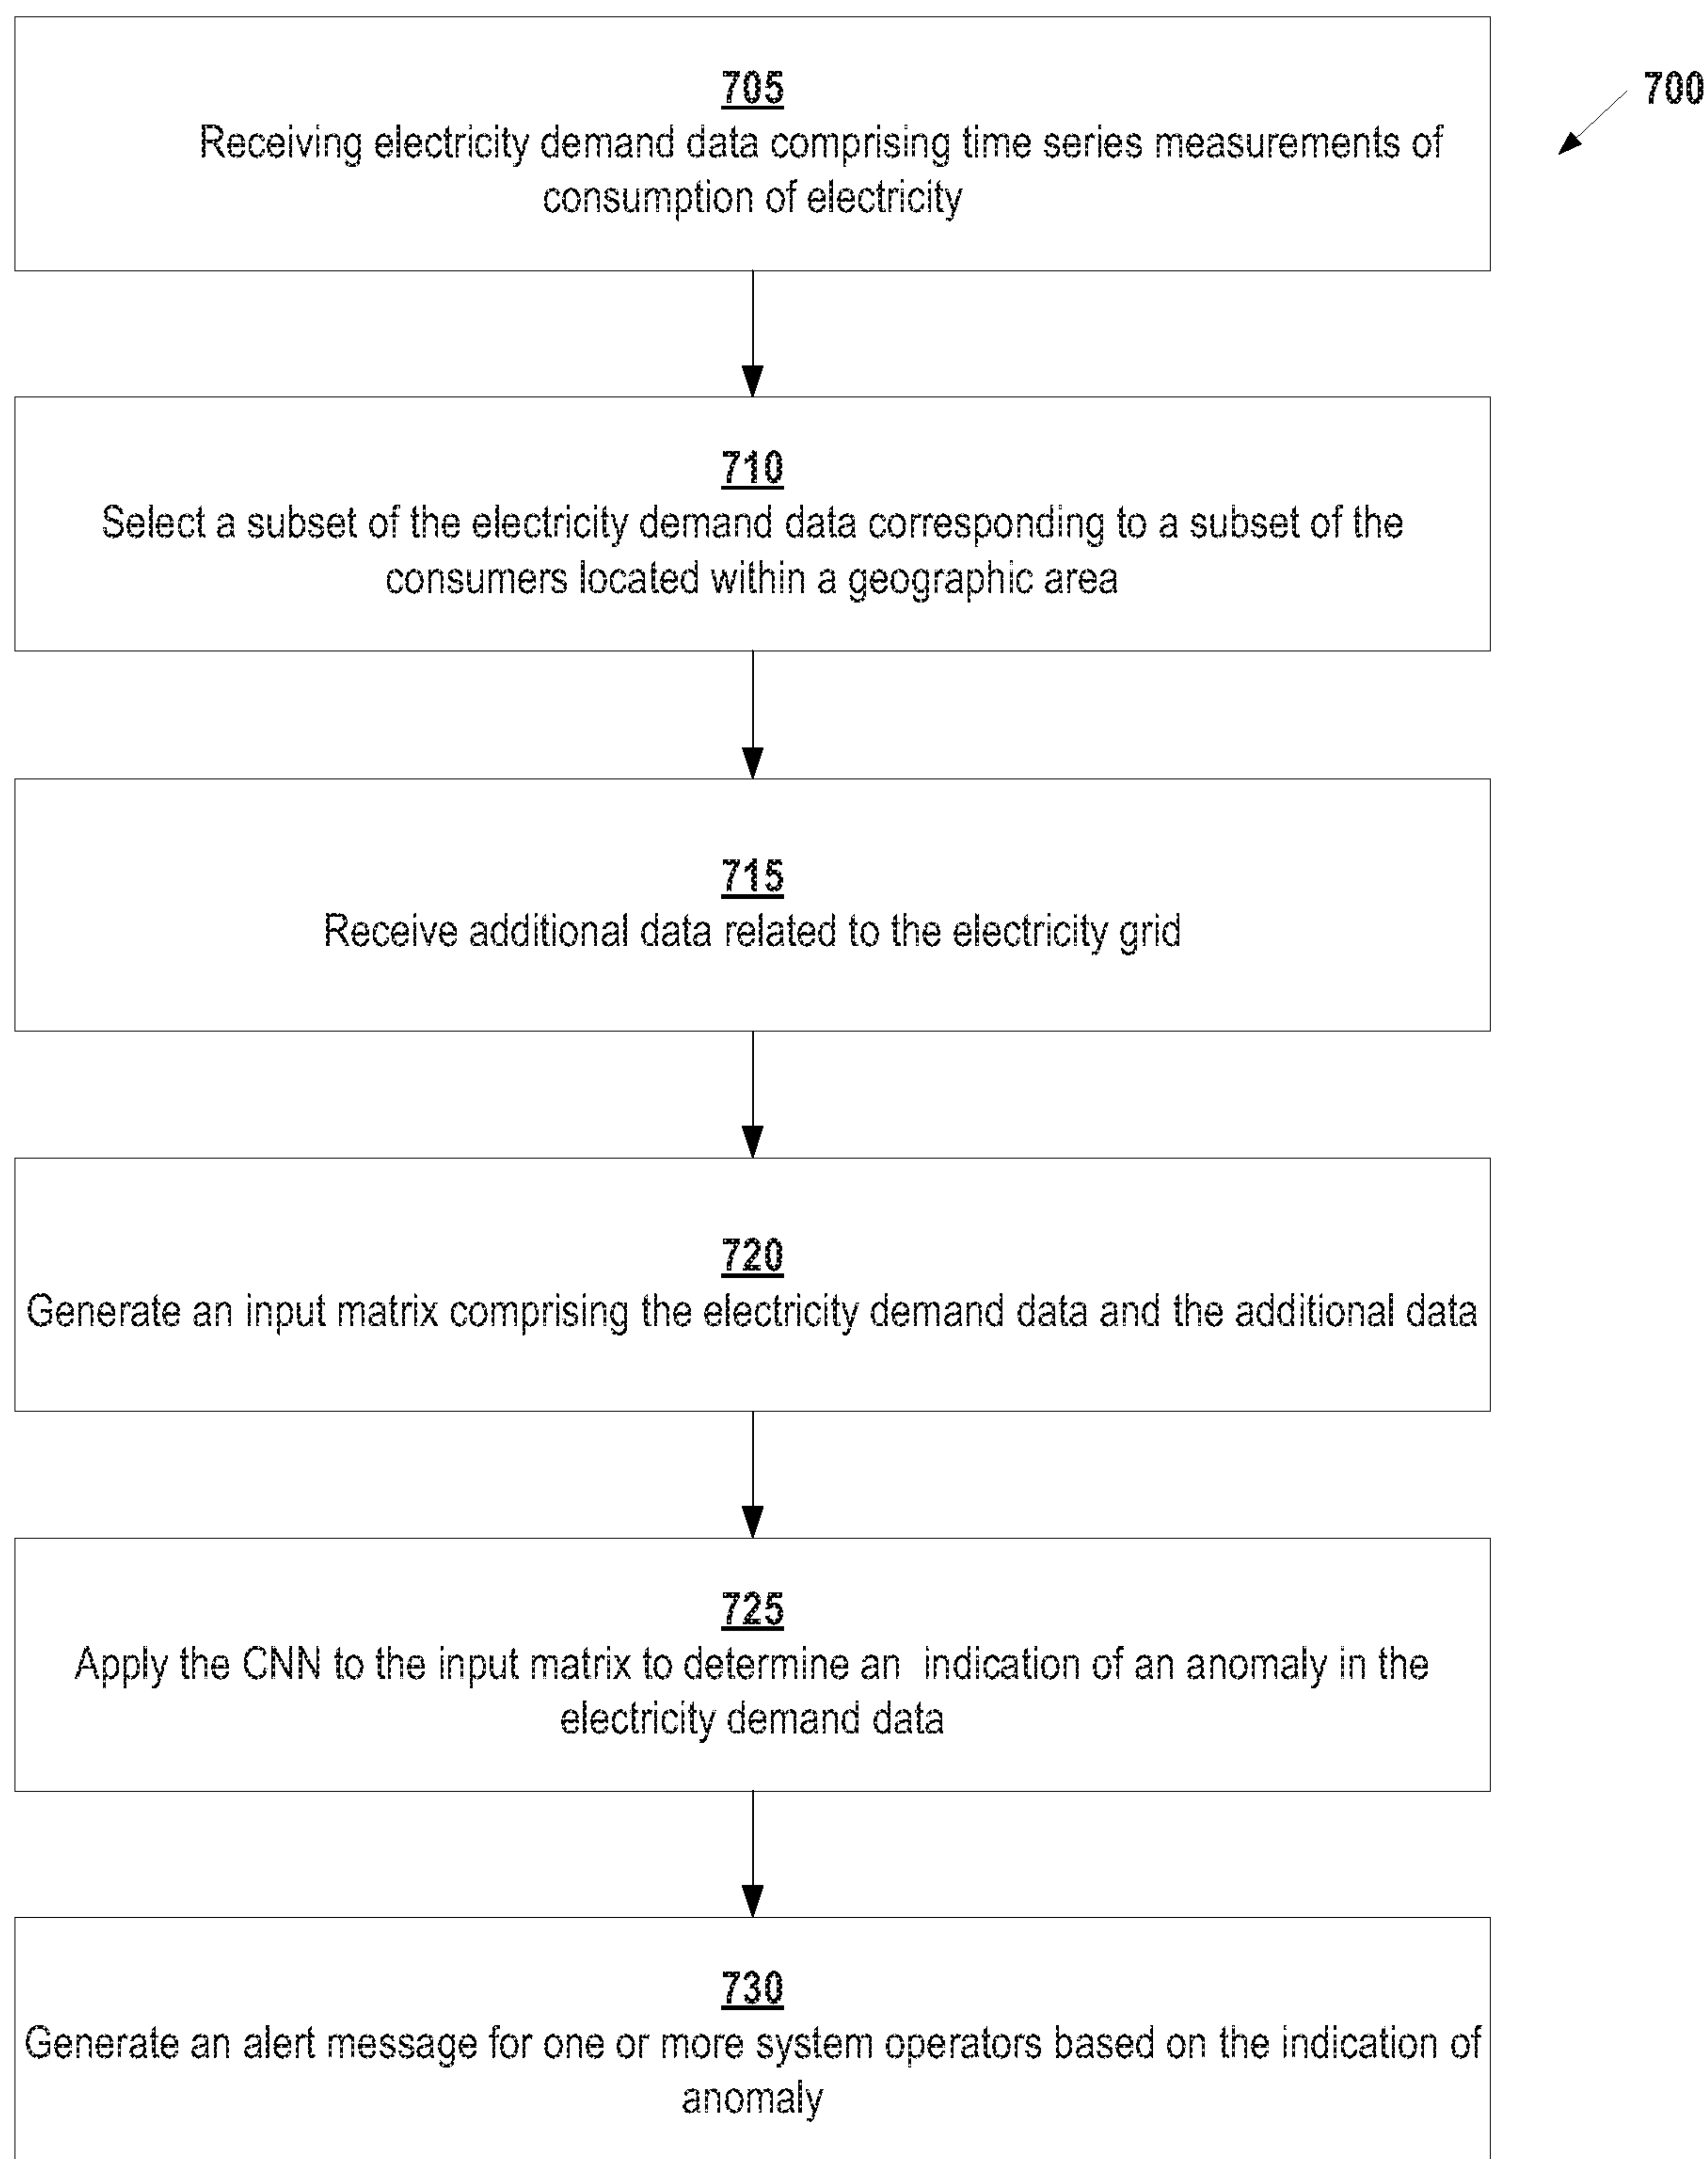 705
Receiving electricity demand data comprising time series measurements of
consumption of electricity
700
710
Select a subset of the electricity demand data corresponding to a subset of the
consumers located within a geographic area
715
Receive additional data related to the electricity grid
720
Generate an input matrix comprising the electricity demand data and the additional data
725
Apply the CNN to the input matrix to determine an indication of an anomaly in the
electricity demand data
730
Generate an alert message for one or more system operators based on the indication of
anomaly